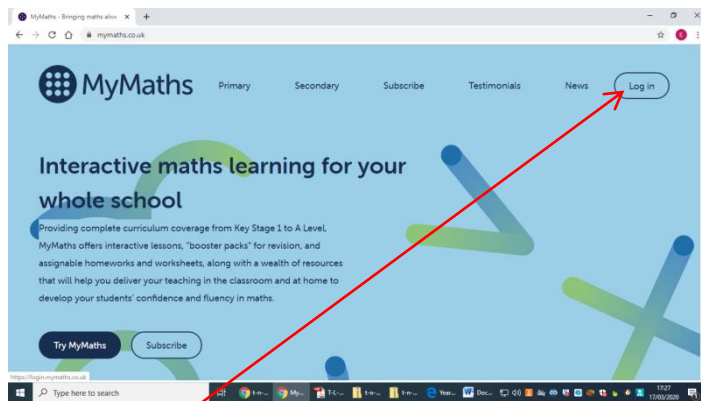 MyMaths - Bringing maths alive
mymaths.co.uk
E
MyMaths
Primary
Secondary
Subscribe
Testimonials
News
Log in
Interactive maths learning for your
whole school
Providing complete curriculum coverage from Key Stage 1 to A Level,
MyMaths offers interactive lessons, "booster packs" for revision, and
assignable homeworks and worksheets, along with a wealth of resources
that will help you deliver your teaching in the classroom and at home to
develop your students' confidence and fluency in maths.
Try MyMaths
Subscribe
https://login.mymaths.co.uk
Type here to search
t-n-...
My...
T-L-...
t-n-...
t-n-...
Year...
Doc...
17:27
17/03/2020